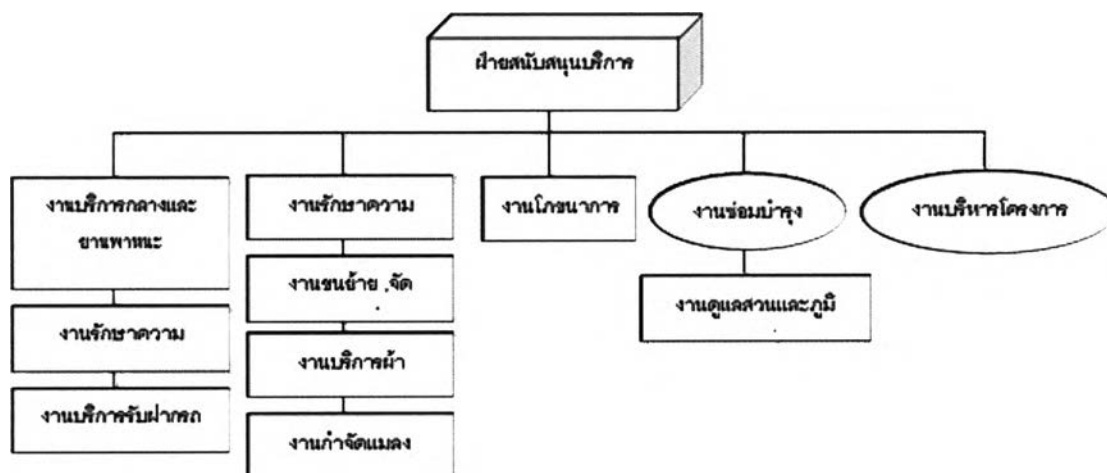 ฝ่ายสนับสนุนบริการ
งานบริการกลางและ
ยานพาหนะ
งานรักษาความ
งานบริการรับฝากรถ
งานรักษาความ
งานขนย้าย ,จัด
งานบริการผ้า
งานกำจัดแมลง
งานโภชนาการ
งานซ่อมบำรุง
งานดูแลสวนและภูมิ
งานบริหารโครงการ